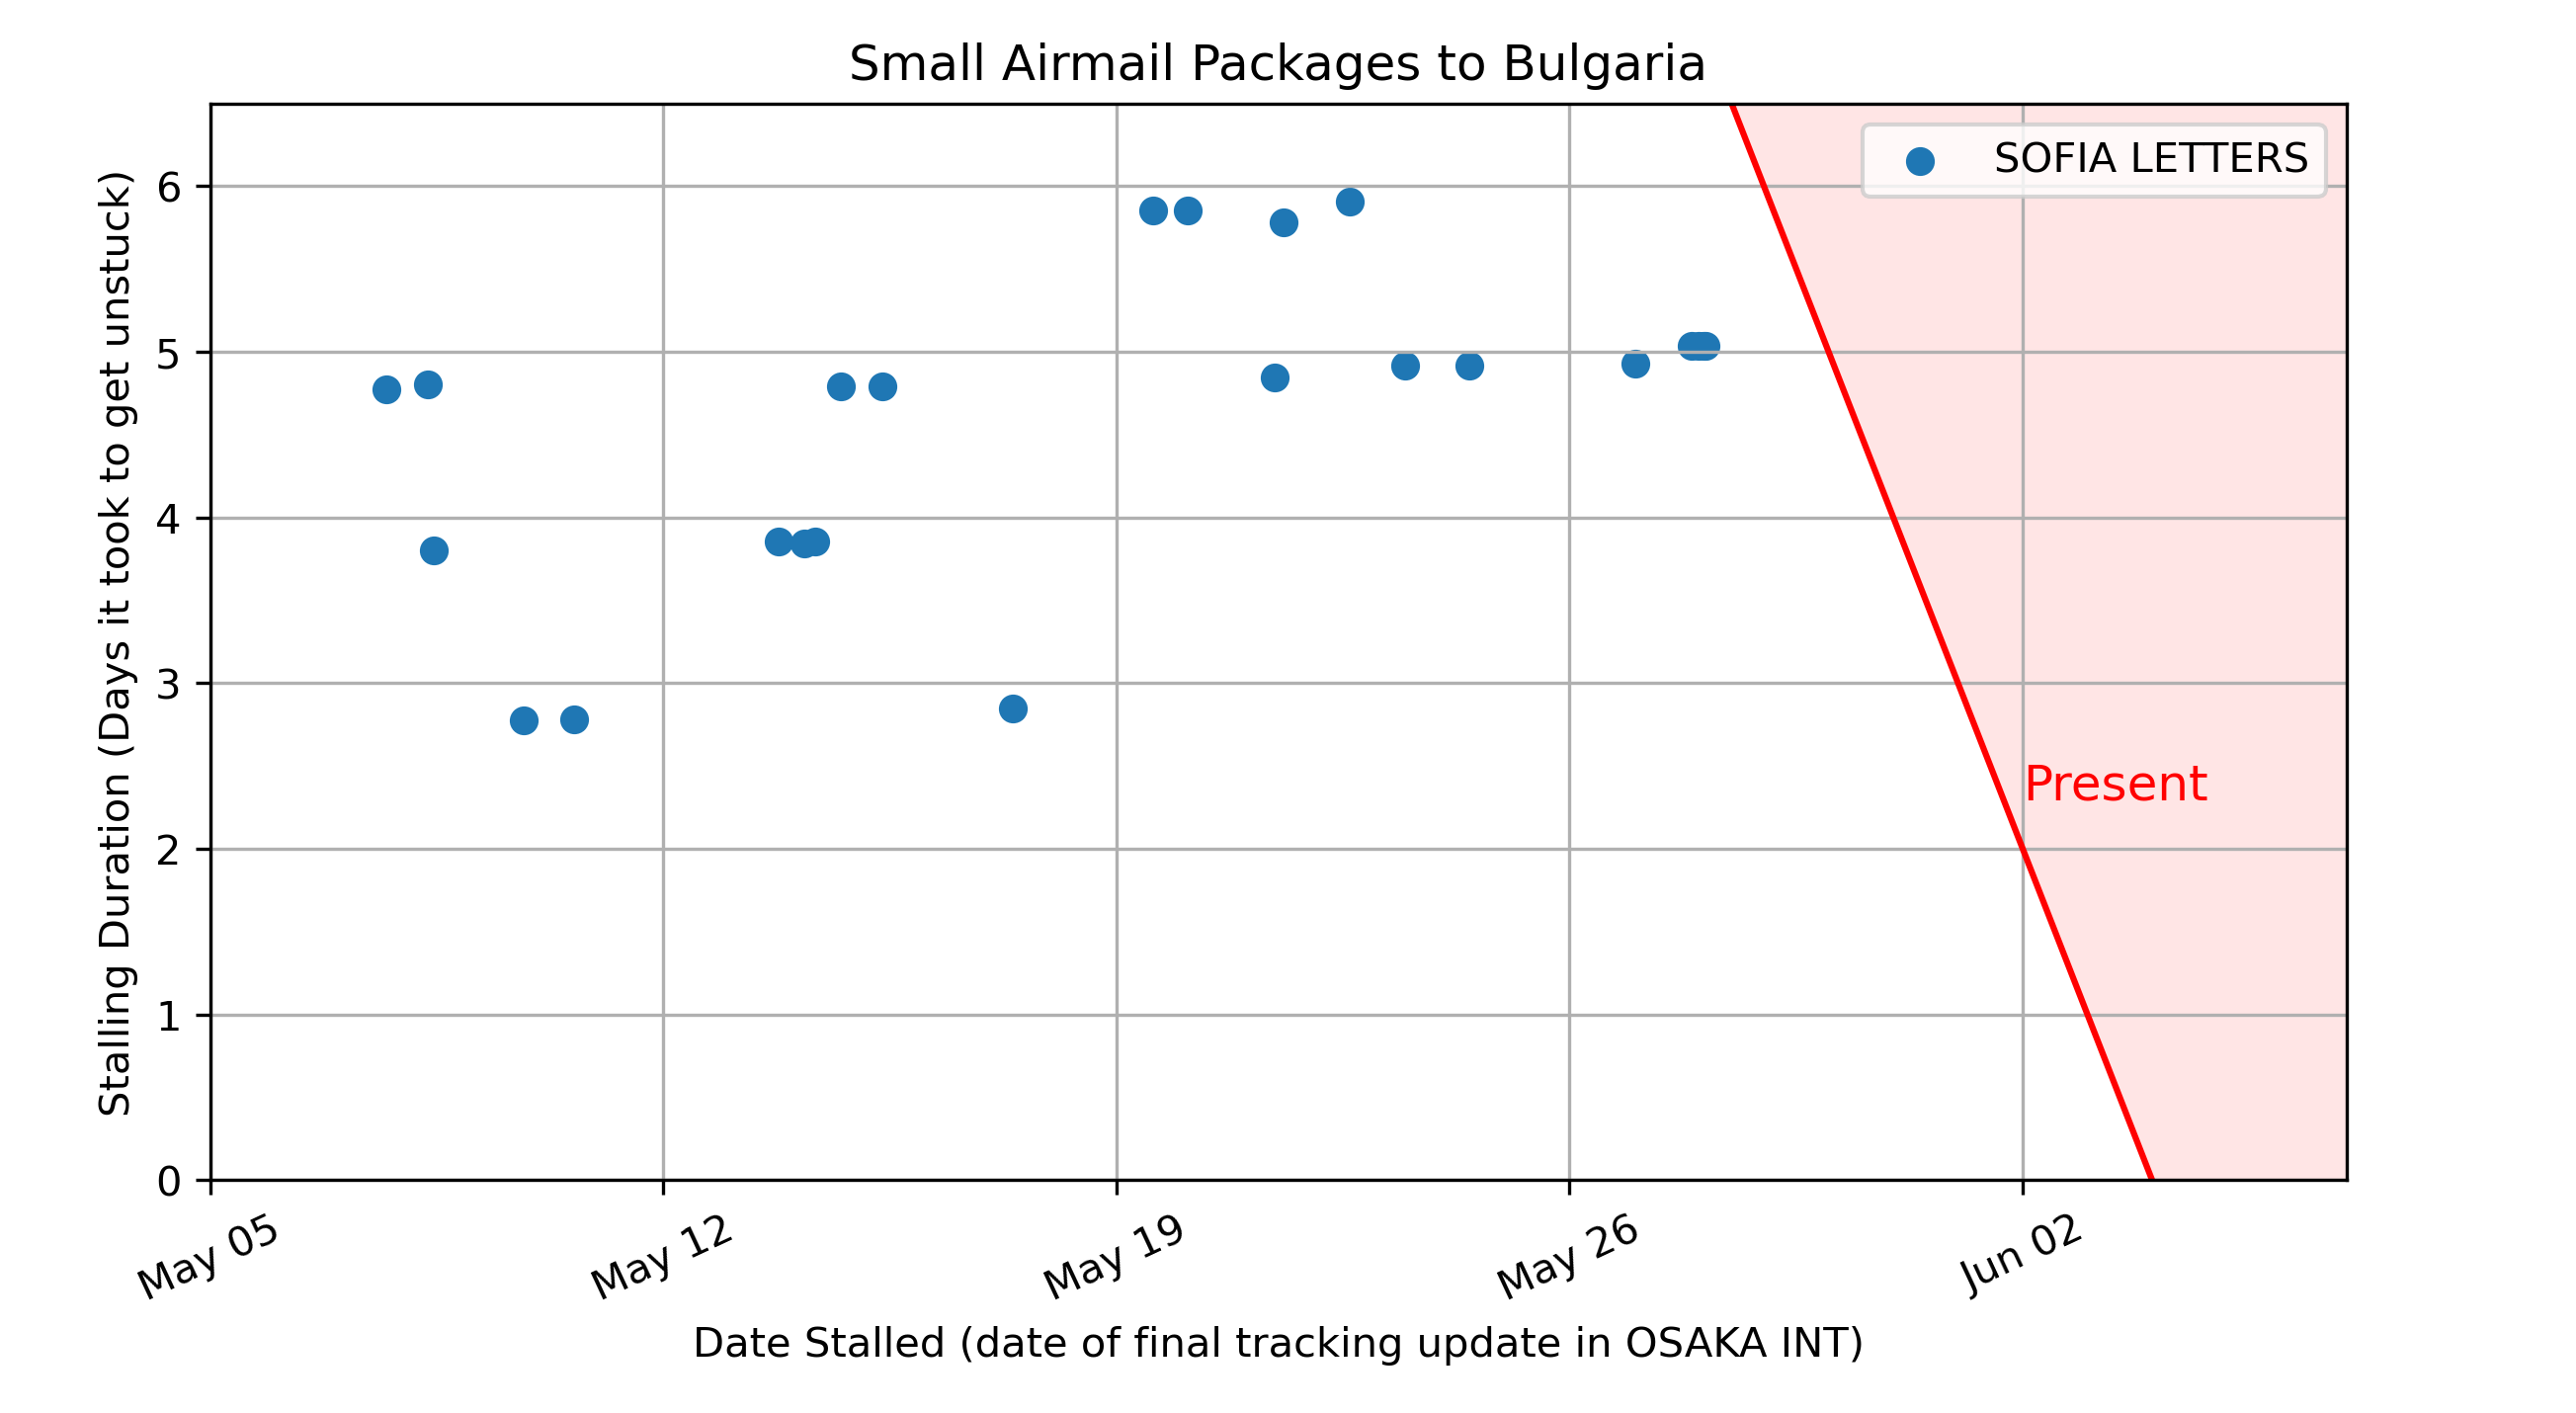 Small Airmail Packages to Bulgaria
Stalling Duration (Days it took to get unstuck)
6
5
4
3
2
1
0
SOFIA LETTERS
Present
May 05
May 12
May 19
May 26
Jun 02
Date Stalled (date of final tracking update in OSAKA INT)